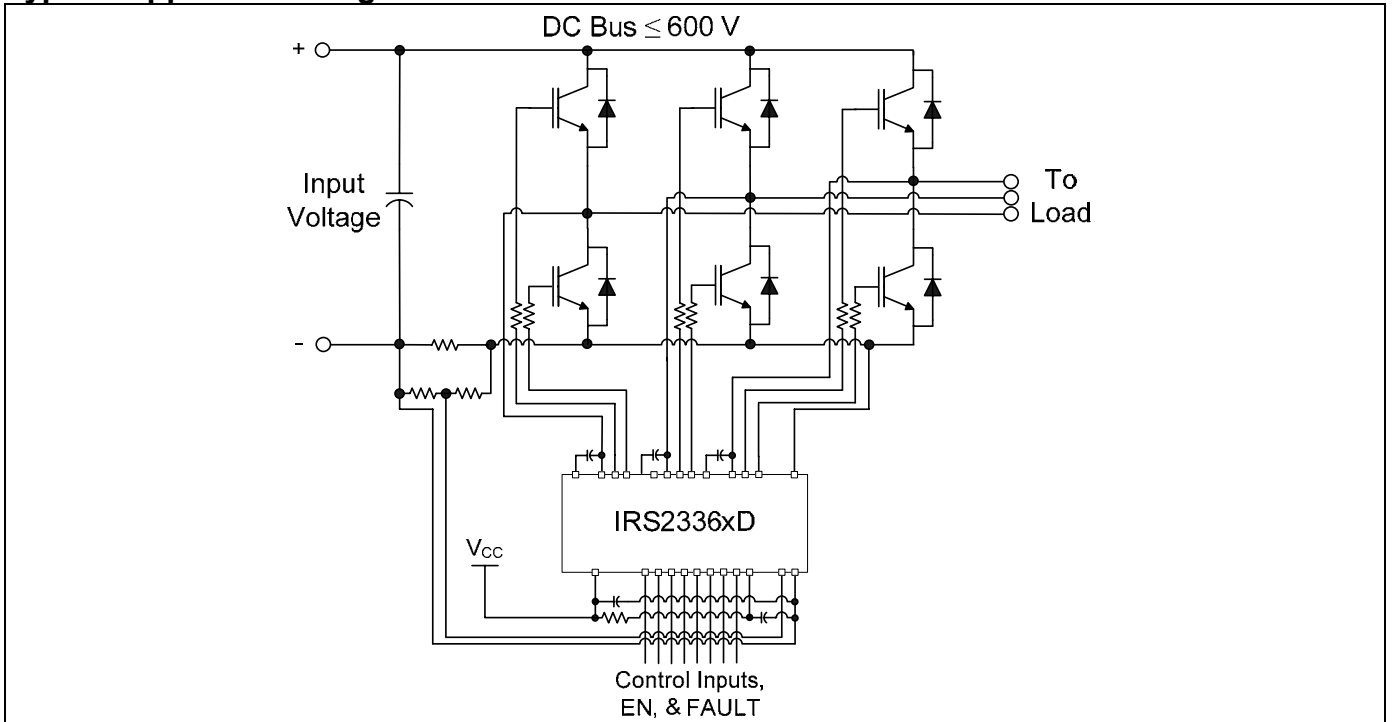 DC Bus ≤ 600 V
+
Input
Voltage
To
Load
-
IRS2336xD
VCC
Control Inputs,
EN, & FAULT